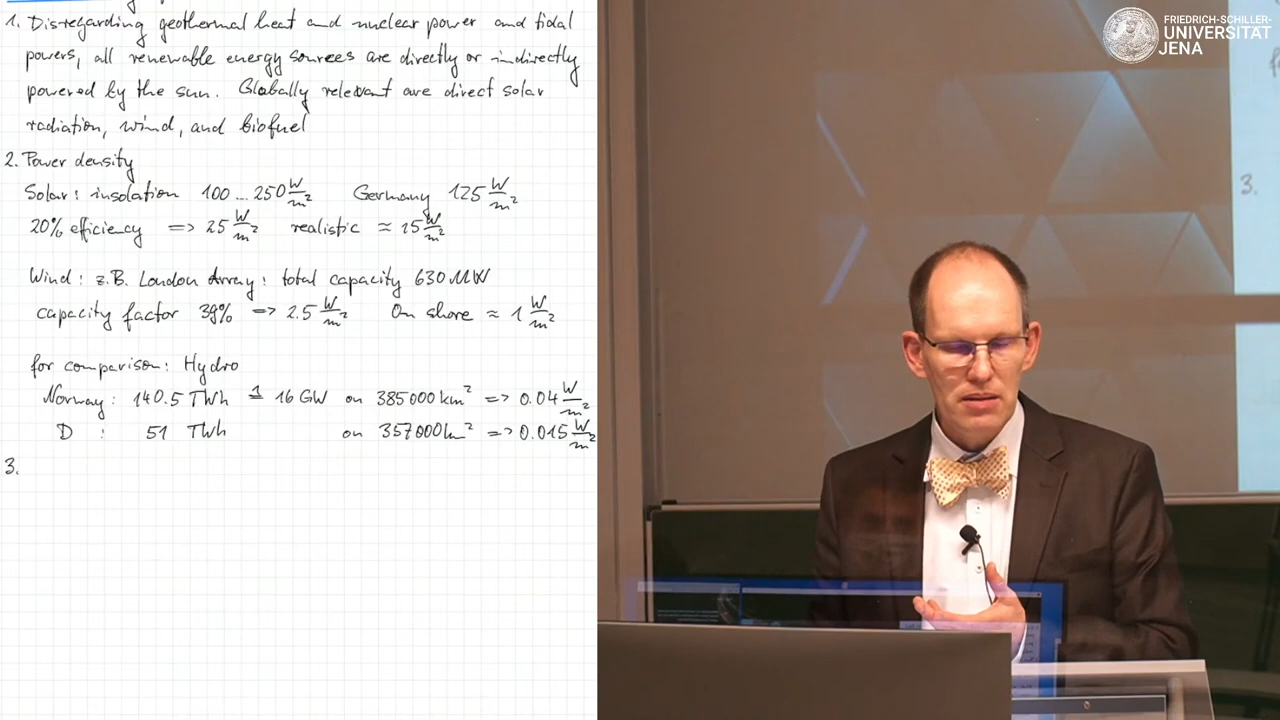 1. Disregarding geothermal heat and nuclear power and tidal
powers, all renewable energy sources are directly or indirectly
powered by the sun. Globally relevant are direct solar
radiation, wind, and biofuel
2. Power density
Solar: insolation 100 ... 250 W/m² Germany 125 W/m²
20% efficiency => 25 W/m² realistic ≈ 15 W/m²
Wind: z.B. London Array: total capacity 630 MW
capacity factor 39% => 2.5 W/m² On shore ≈ 1 W/m²
for comparison: Hydro
Norway: 140.5 TWh ≙ 16 GW on 385000 km² => 0.04 W/m²
D : 51 TWh on 357000 km² => 0.015 W/m²
3.
FRIEDRICH-SCHILLER-
UNIVERSITÄT
JENA
3.